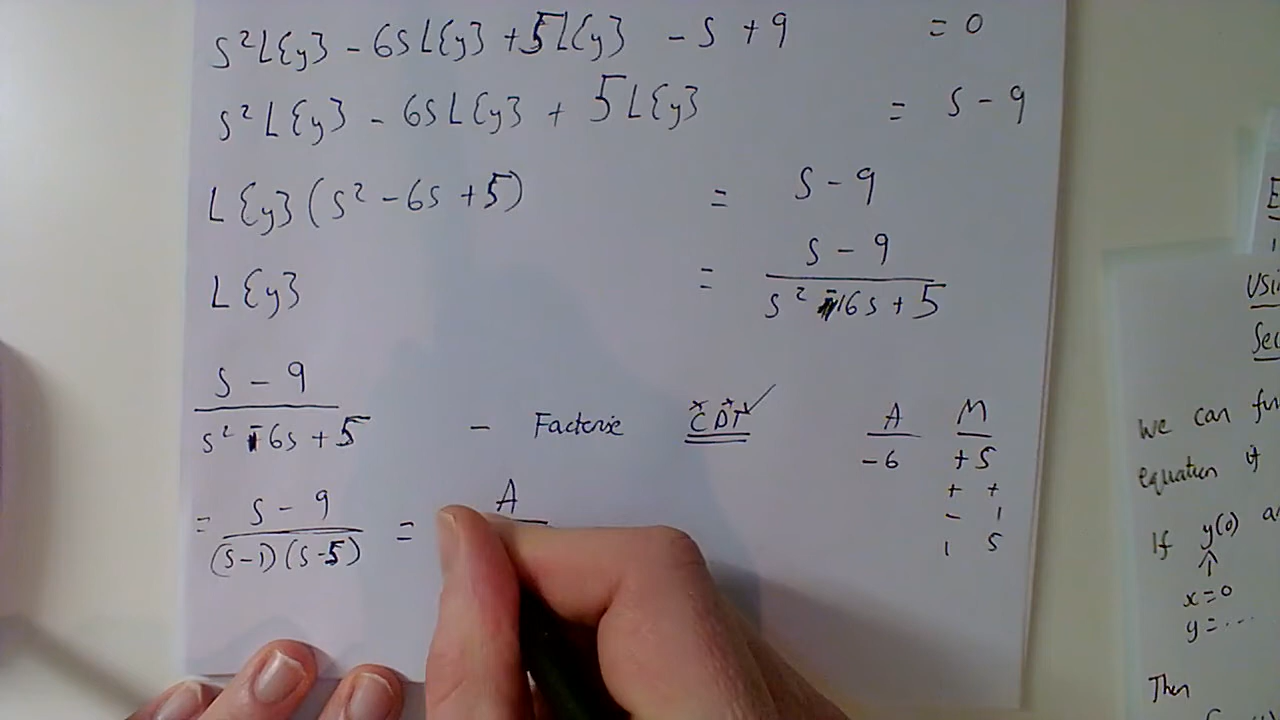 s²L{y} - 6sL{y} + 5L{y} - s + 9 = 0
s²L{y} - 6sL{y} + 5L{y} = s - 9
L{y}(s² - 6s + 5) = s - 9
L{y} = (s - 9)/(s² - 6s + 5)
(s - 9)/(s² - 6s + 5) - Factorise CDT ✓
A M
-6 +5
+ +
- -
1 5
= (s - 9)/((s-1)(s-5)) = A
Usin
Sec
We can
equation if
If y(0)
↑
x=0
y=...
Then